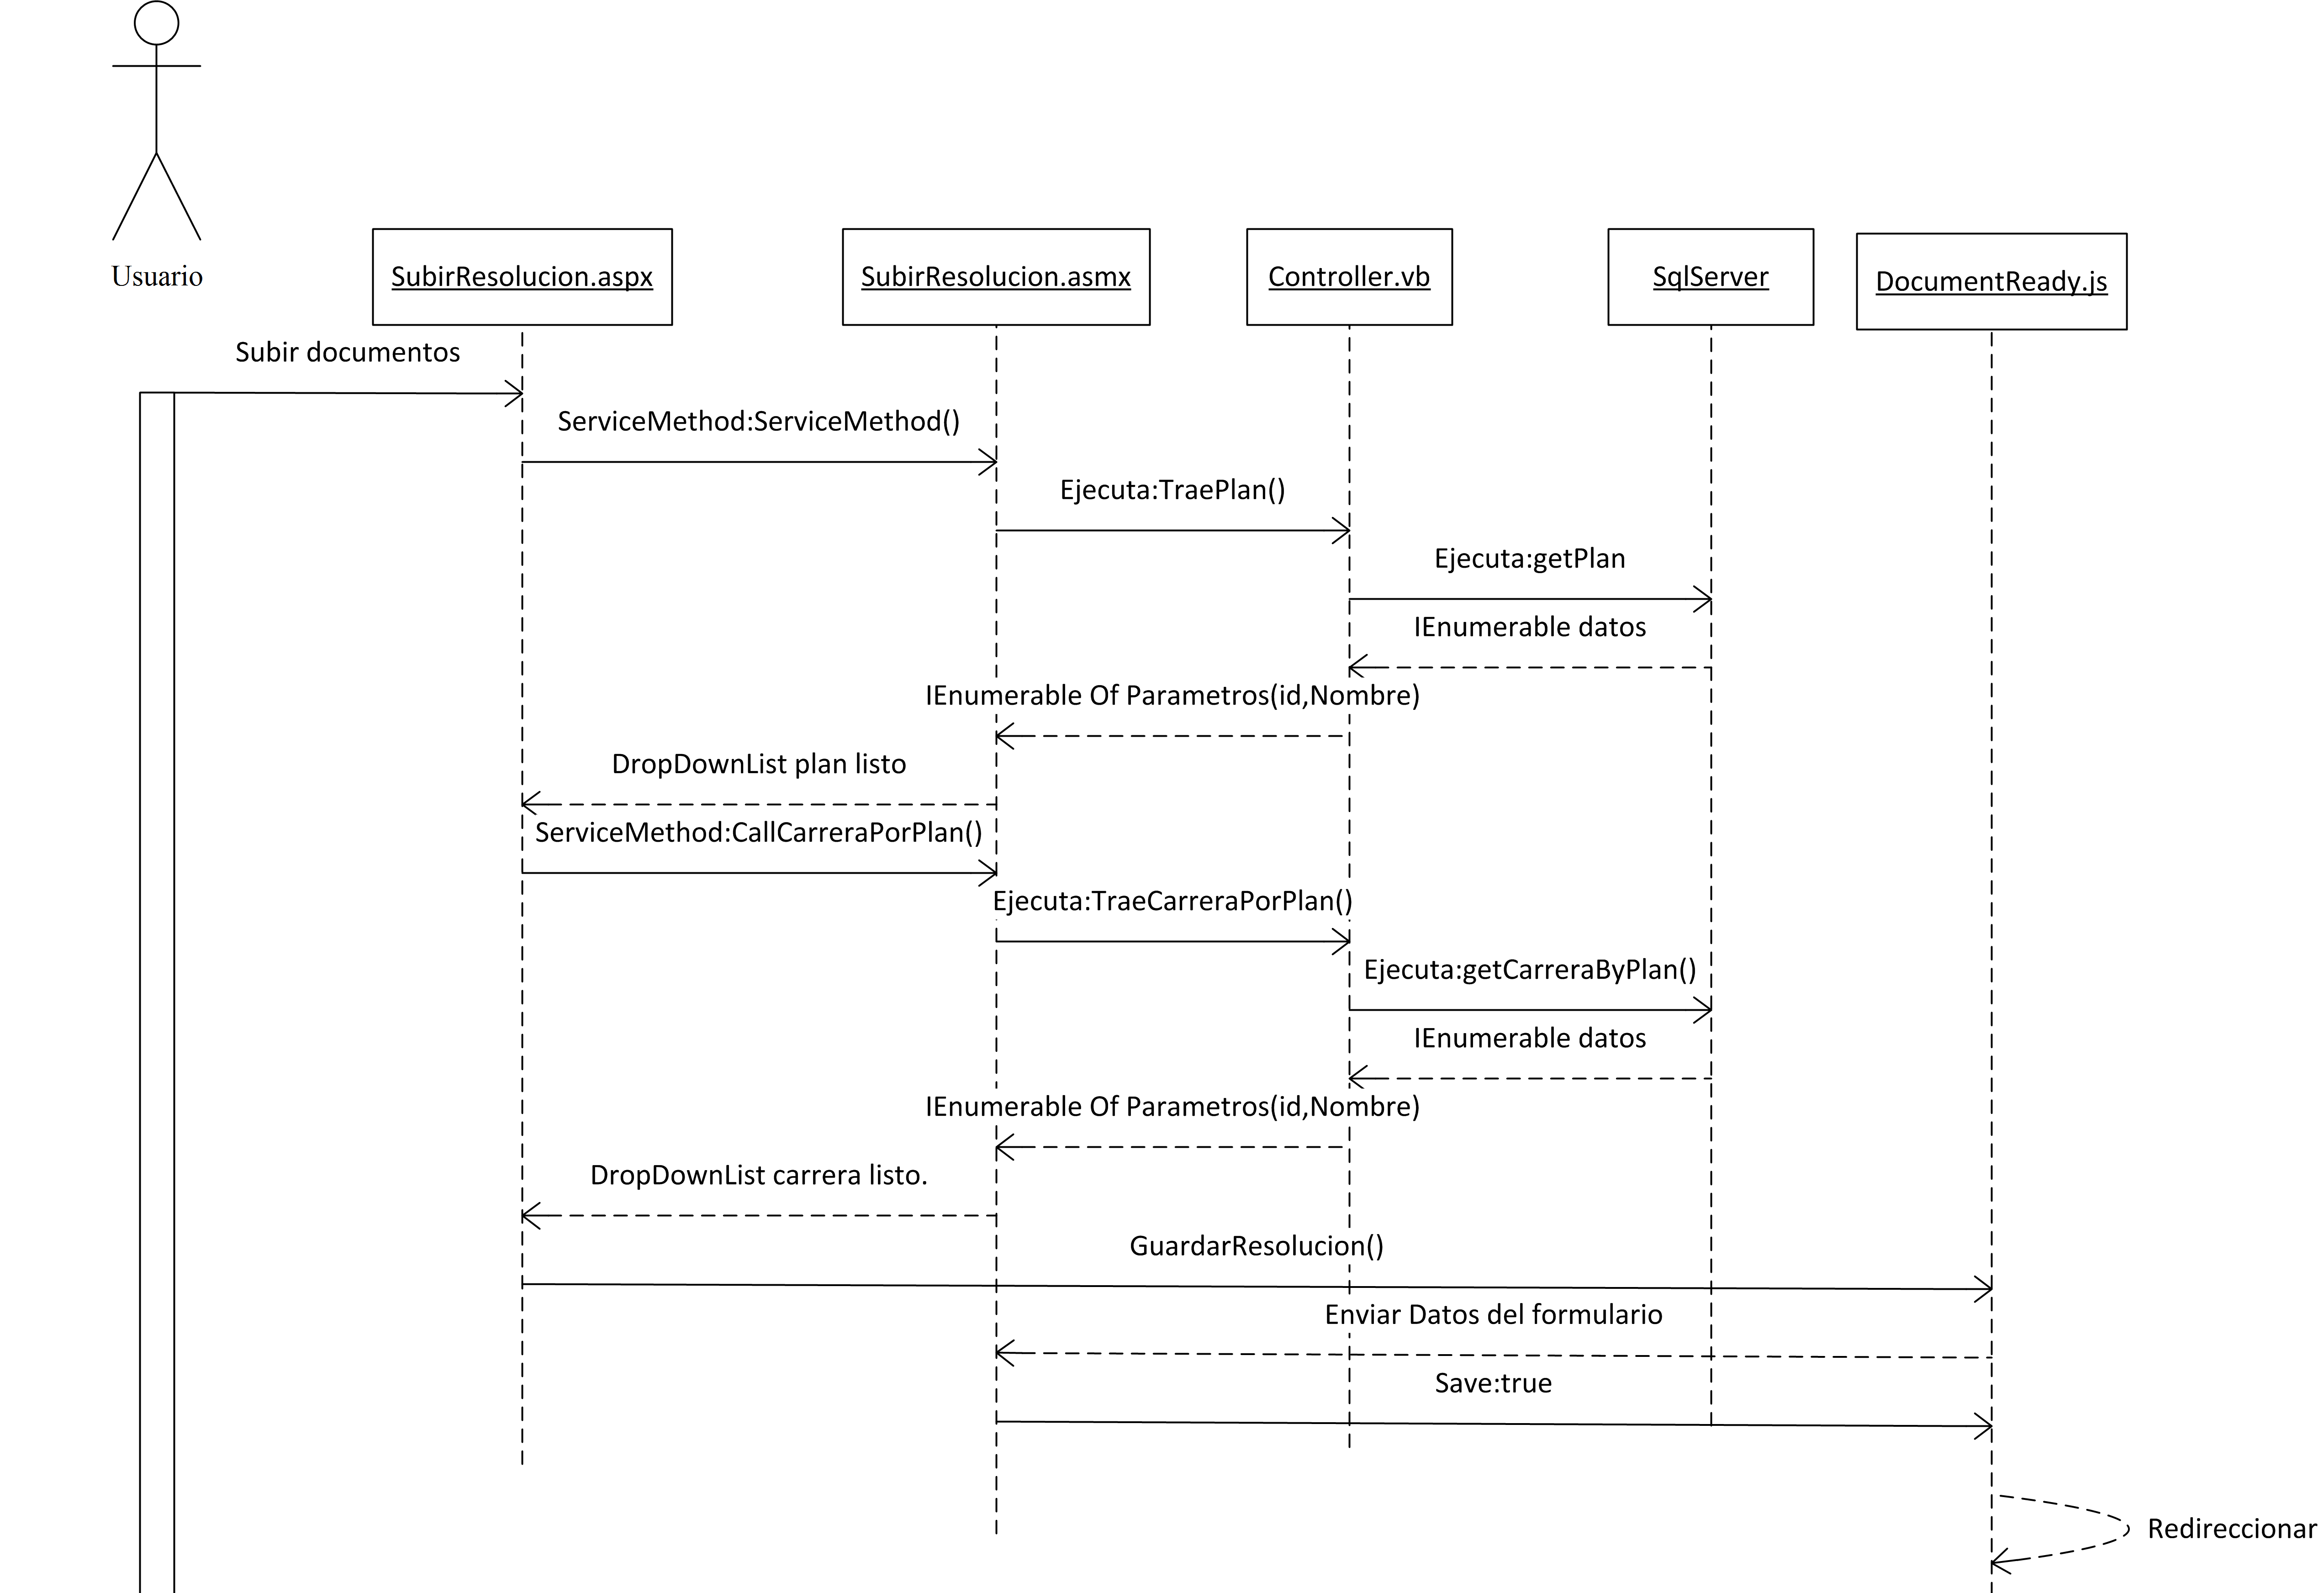 Usuario
SubirResolucion.aspx
SubirResolucion.asmx
Controller.vb
SqlServer
DocumentReady.js
Subir documentos
ServiceMethod:ServiceMethod()
Ejecuta:TraePlan()
Ejecuta:getPlan
IEnumerable datos
IEnumerable Of Parametros(id,Nombre)
DropDownList plan listo
ServiceMethod:CallCarreraPorPlan()
Ejecuta:TraeCarreraPorPlan()
Ejecuta:getCarreraByPlan()
IEnumerable datos
IEnumerable Of Parametros(id,Nombre)
DropDownList carrera listo.
GuardarResolucion()
Enviar Datos del formulario
Save:true
Redireccionar